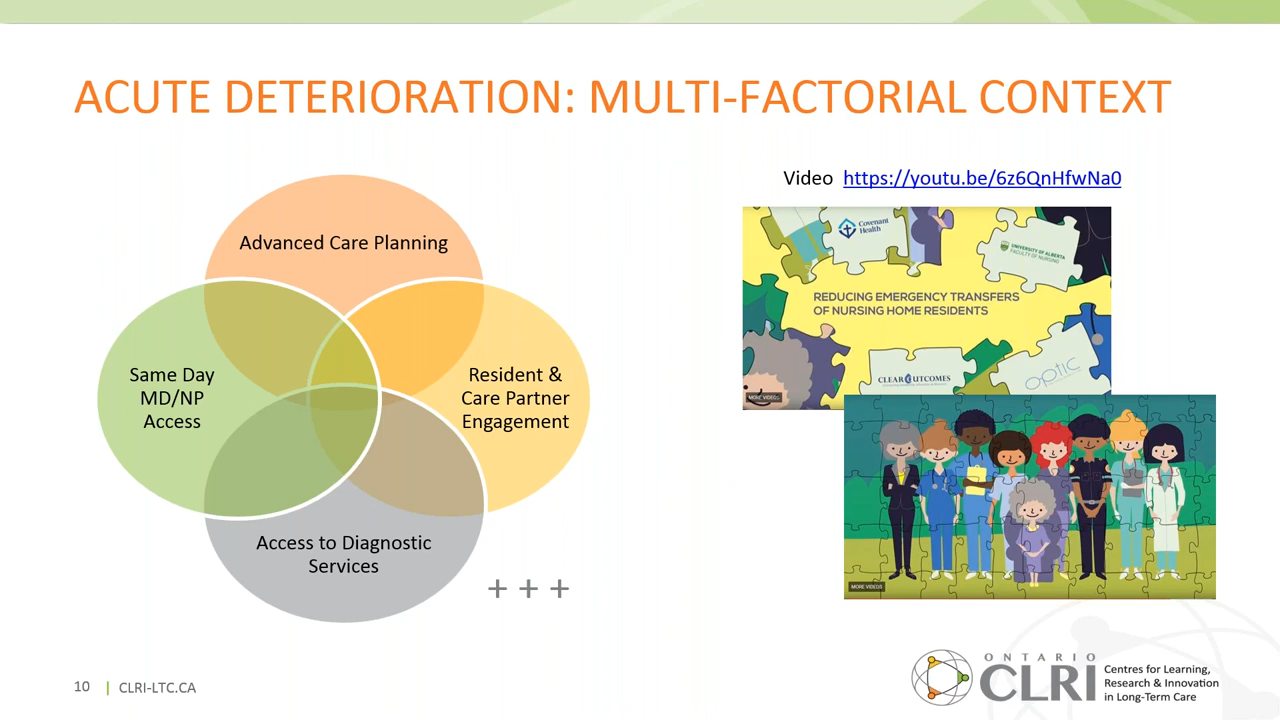 ACUTE DETERIORATION: MULTI-FACTORIAL CONTEXT
Advanced Care Planning
Same Day
MD/NP
Access
Resident &
Care Partner
Engagement
Access to Diagnostic
Services
+ + +
Video https://youtu.be/6z6QnHfwNa0
Covenant
Health
UNIVERSITY OF ALBERTA
FACULTY OF NURSING
REDUCING EMERGENCY TRANSFERS
OF NURSING HOME RESIDENTS
CLEAR OUTCOMES
optic
MORE VIDEOS
MORE VIDEOS
10 | CLRI-LTC.CA
ONTARIO
CLRI
Centres for Learning,
Research & Innovation
in Long-Term Care